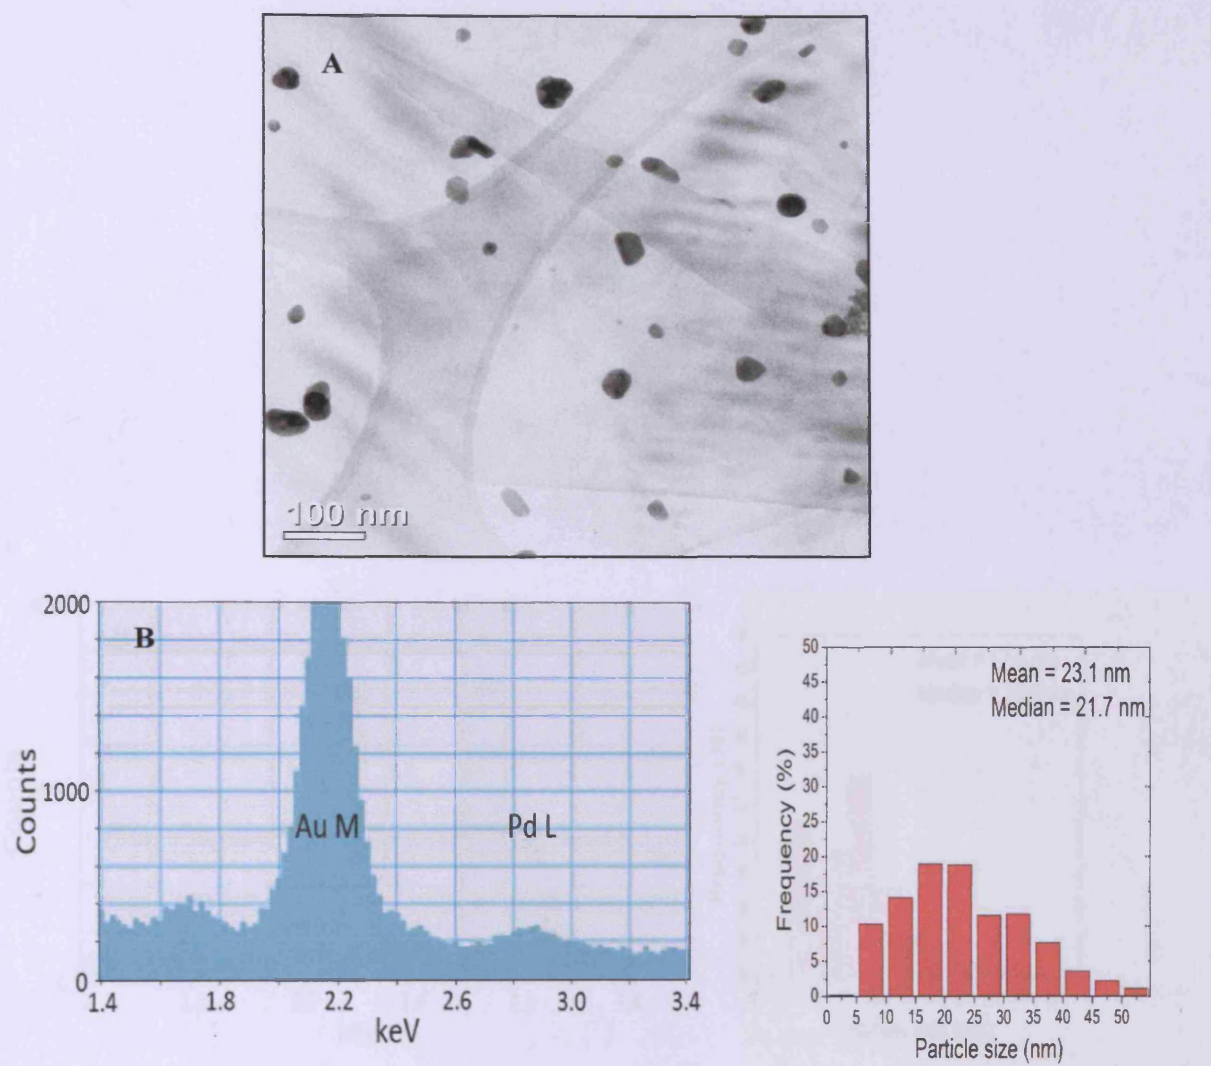 A
100 nm
2000
B
1000
0
Counts
Au M
Pd L
1.4 1.8 2.2 2.6 3.0 3.4
keV
50
45
40
35
30
25
20
15
10
5
0
Frequency (%)
Mean = 23.1 nm
Median = 21.7 nm
0 5 10 15 20 25 30 35 40 45 50
Particle size (nm)